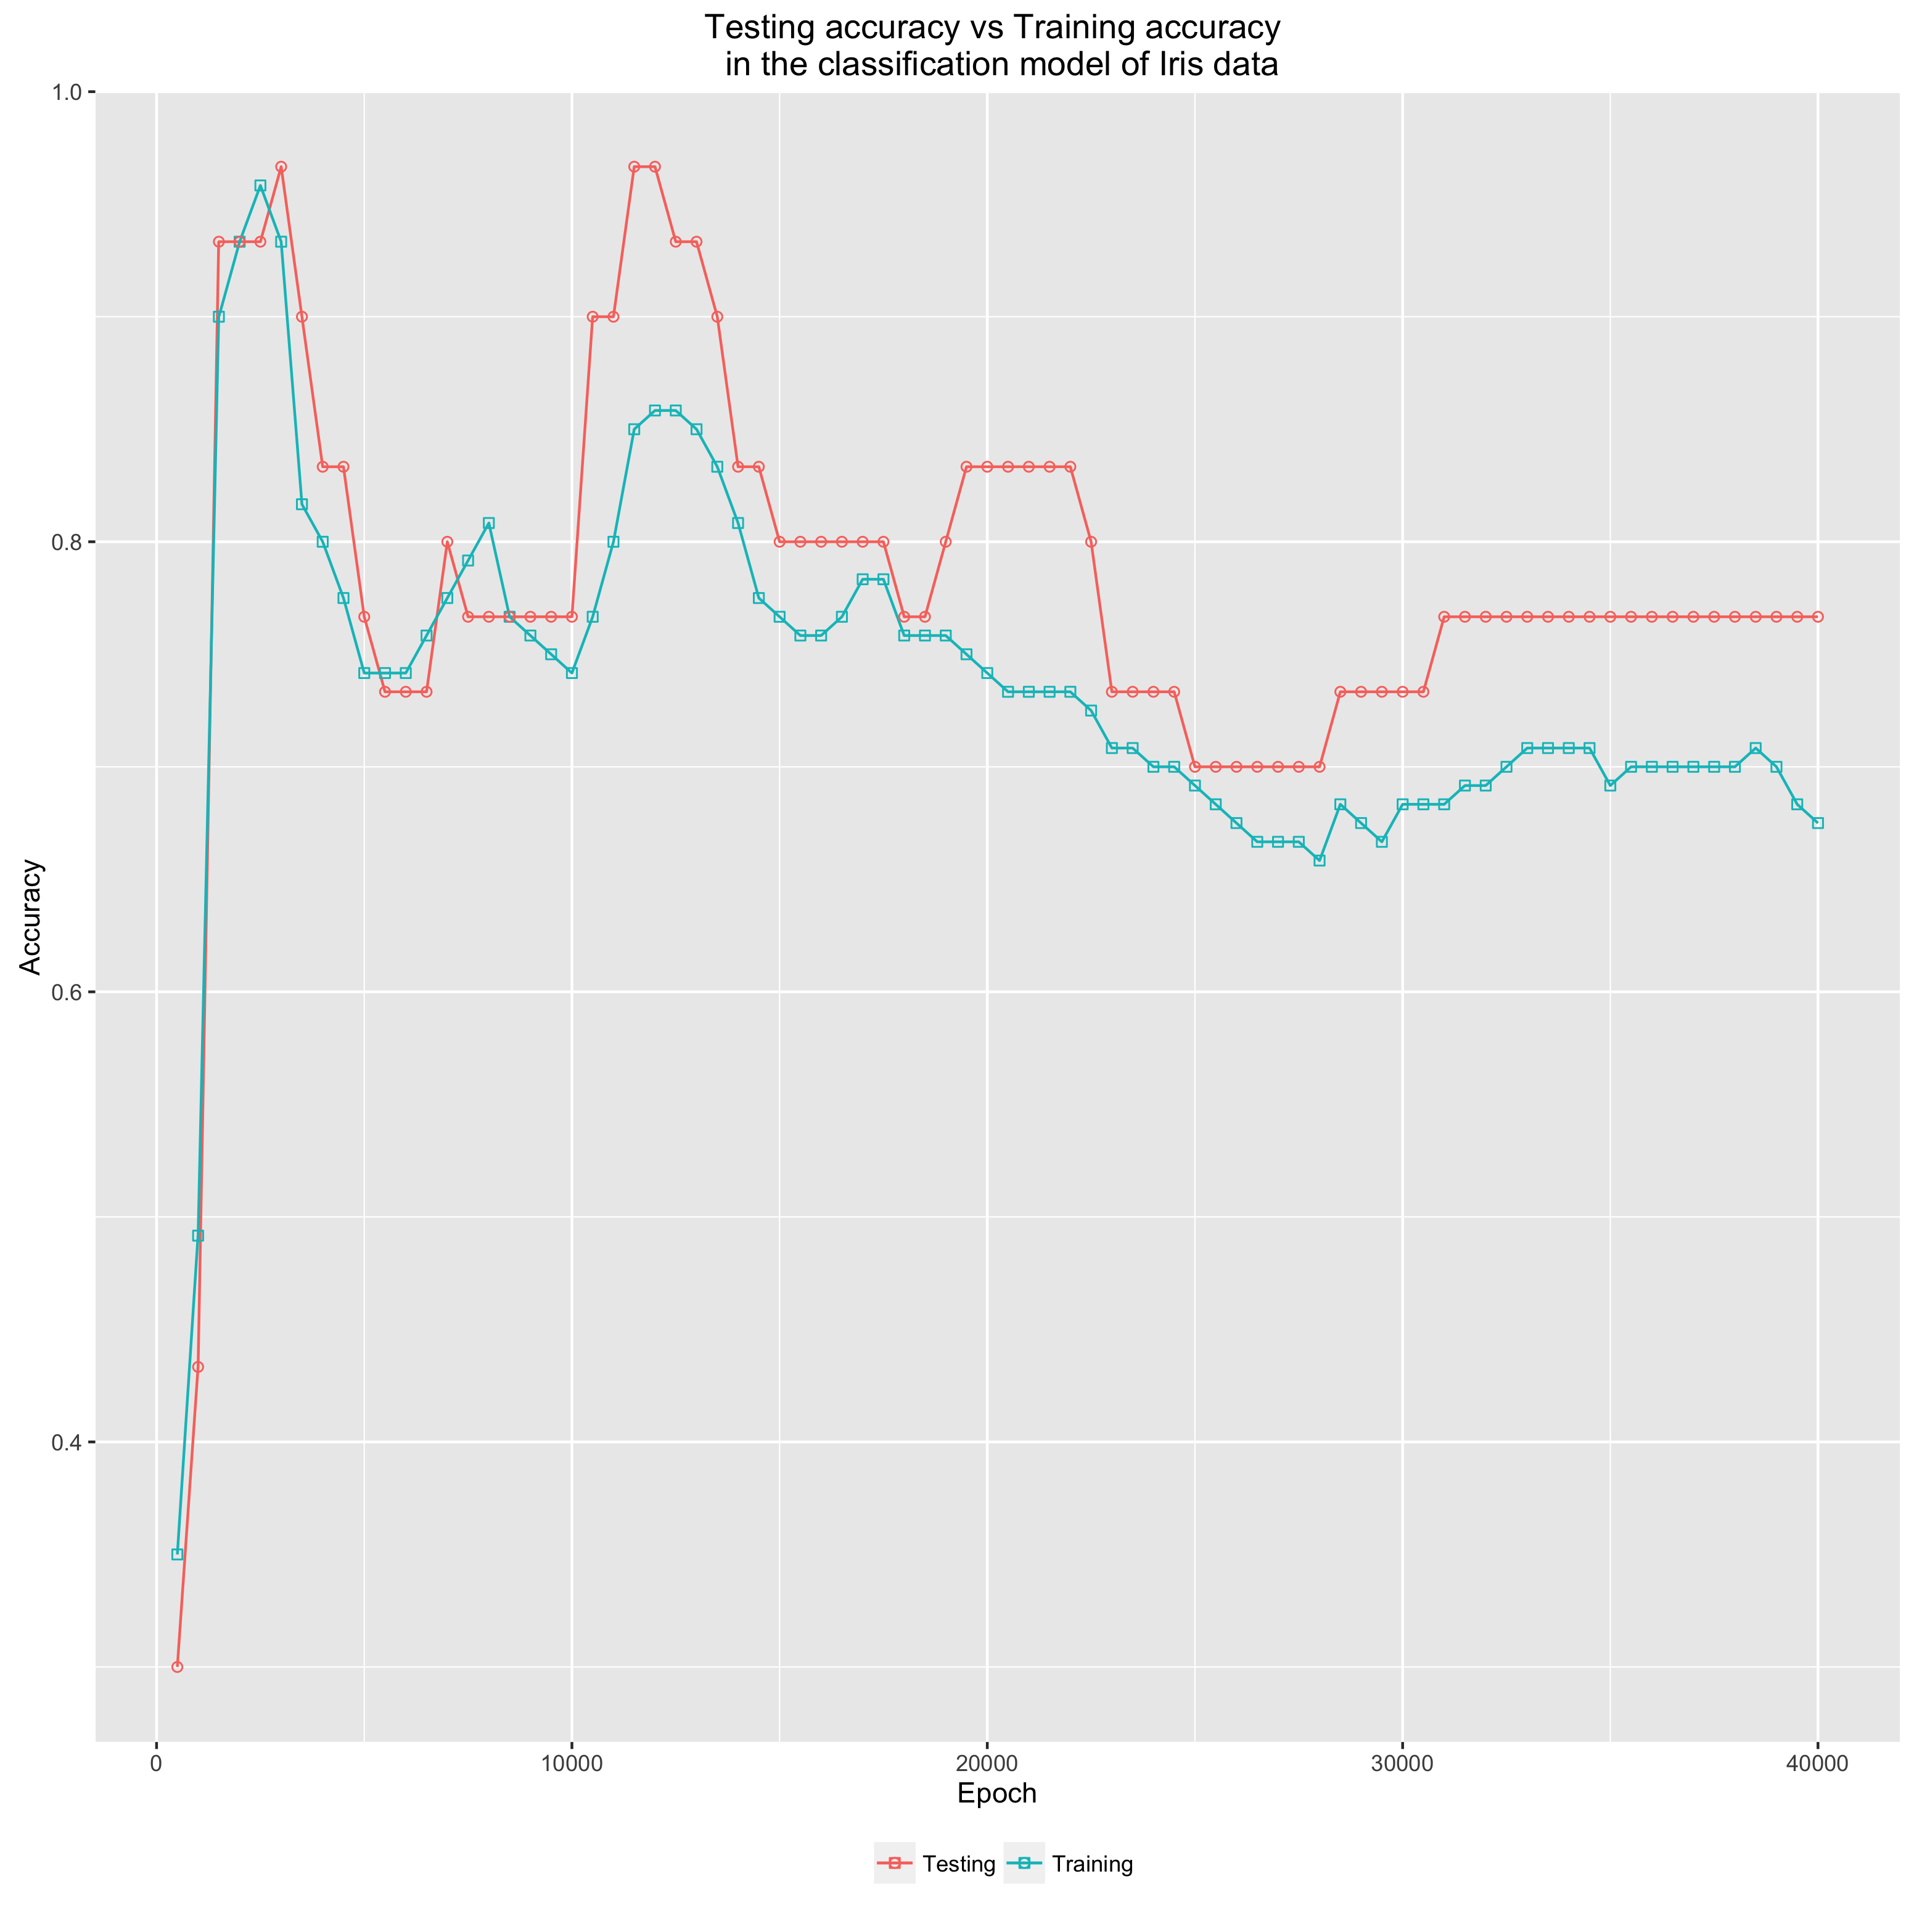 Testing accuracy vs Training accuracy
in the classification model of Iris data
1.0
0.8
0.6
0.4
Accuracy
0 10000 20000 30000 40000
Epoch
Testing Training